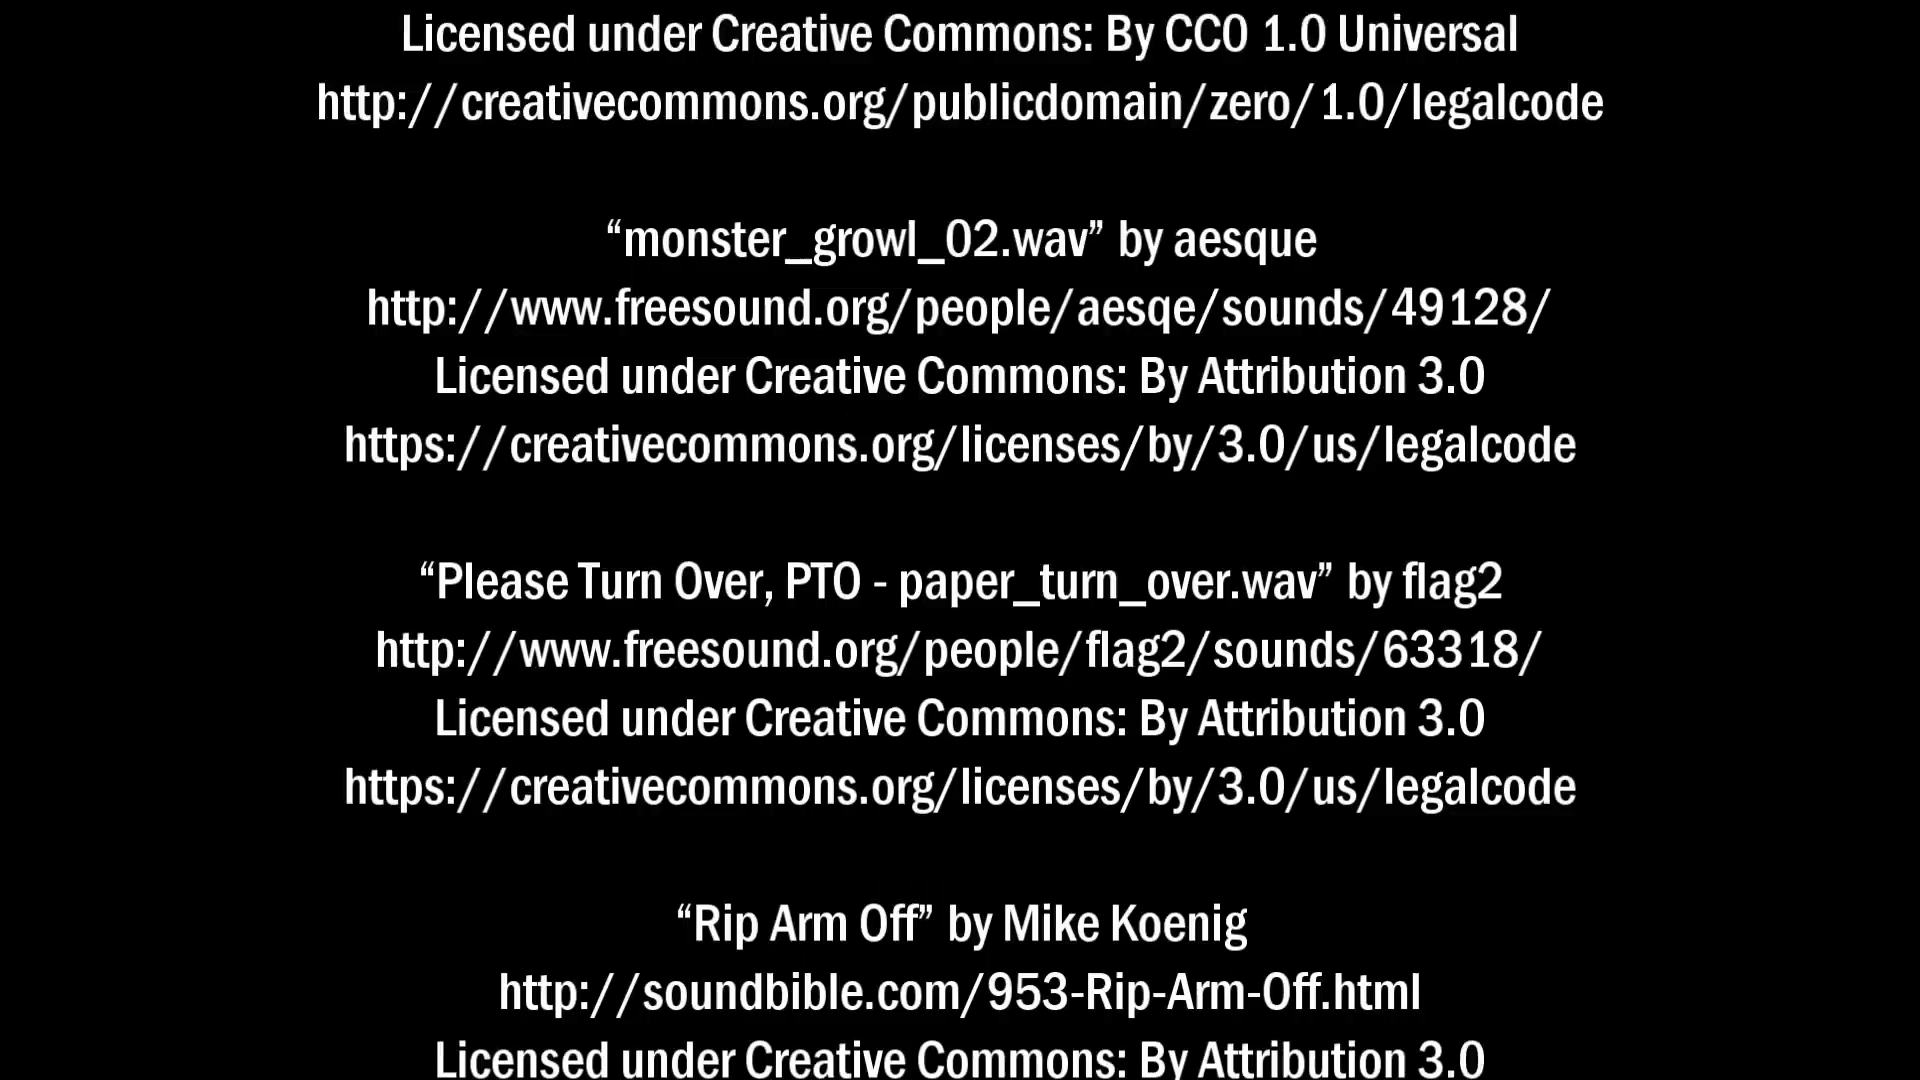 Licensed under Creative Commons: By CC0 1.0 Universal
http://creativecommons.org/publicdomain/zero/1.0/legalcode
“monster_growl_02.wav” by aesque
http://www.freesound.org/people/aesqe/sounds/49128/
Licensed under Creative Commons: By Attribution 3.0
https://creativecommons.org/licenses/by/3.0/us/legalcode
“Please Turn Over, PTO - paper_turn_over.wav” by flag2
http://www.freesound.org/people/flag2/sounds/63318/
Licensed under Creative Commons: By Attribution 3.0
https://creativecommons.org/licenses/by/3.0/us/legalcode
“Rip Arm Off” by Mike Koenig
http://soundbible.com/953-Rip-Arm-Off.html
Licensed under Creative Commons: By Attribution 3.0